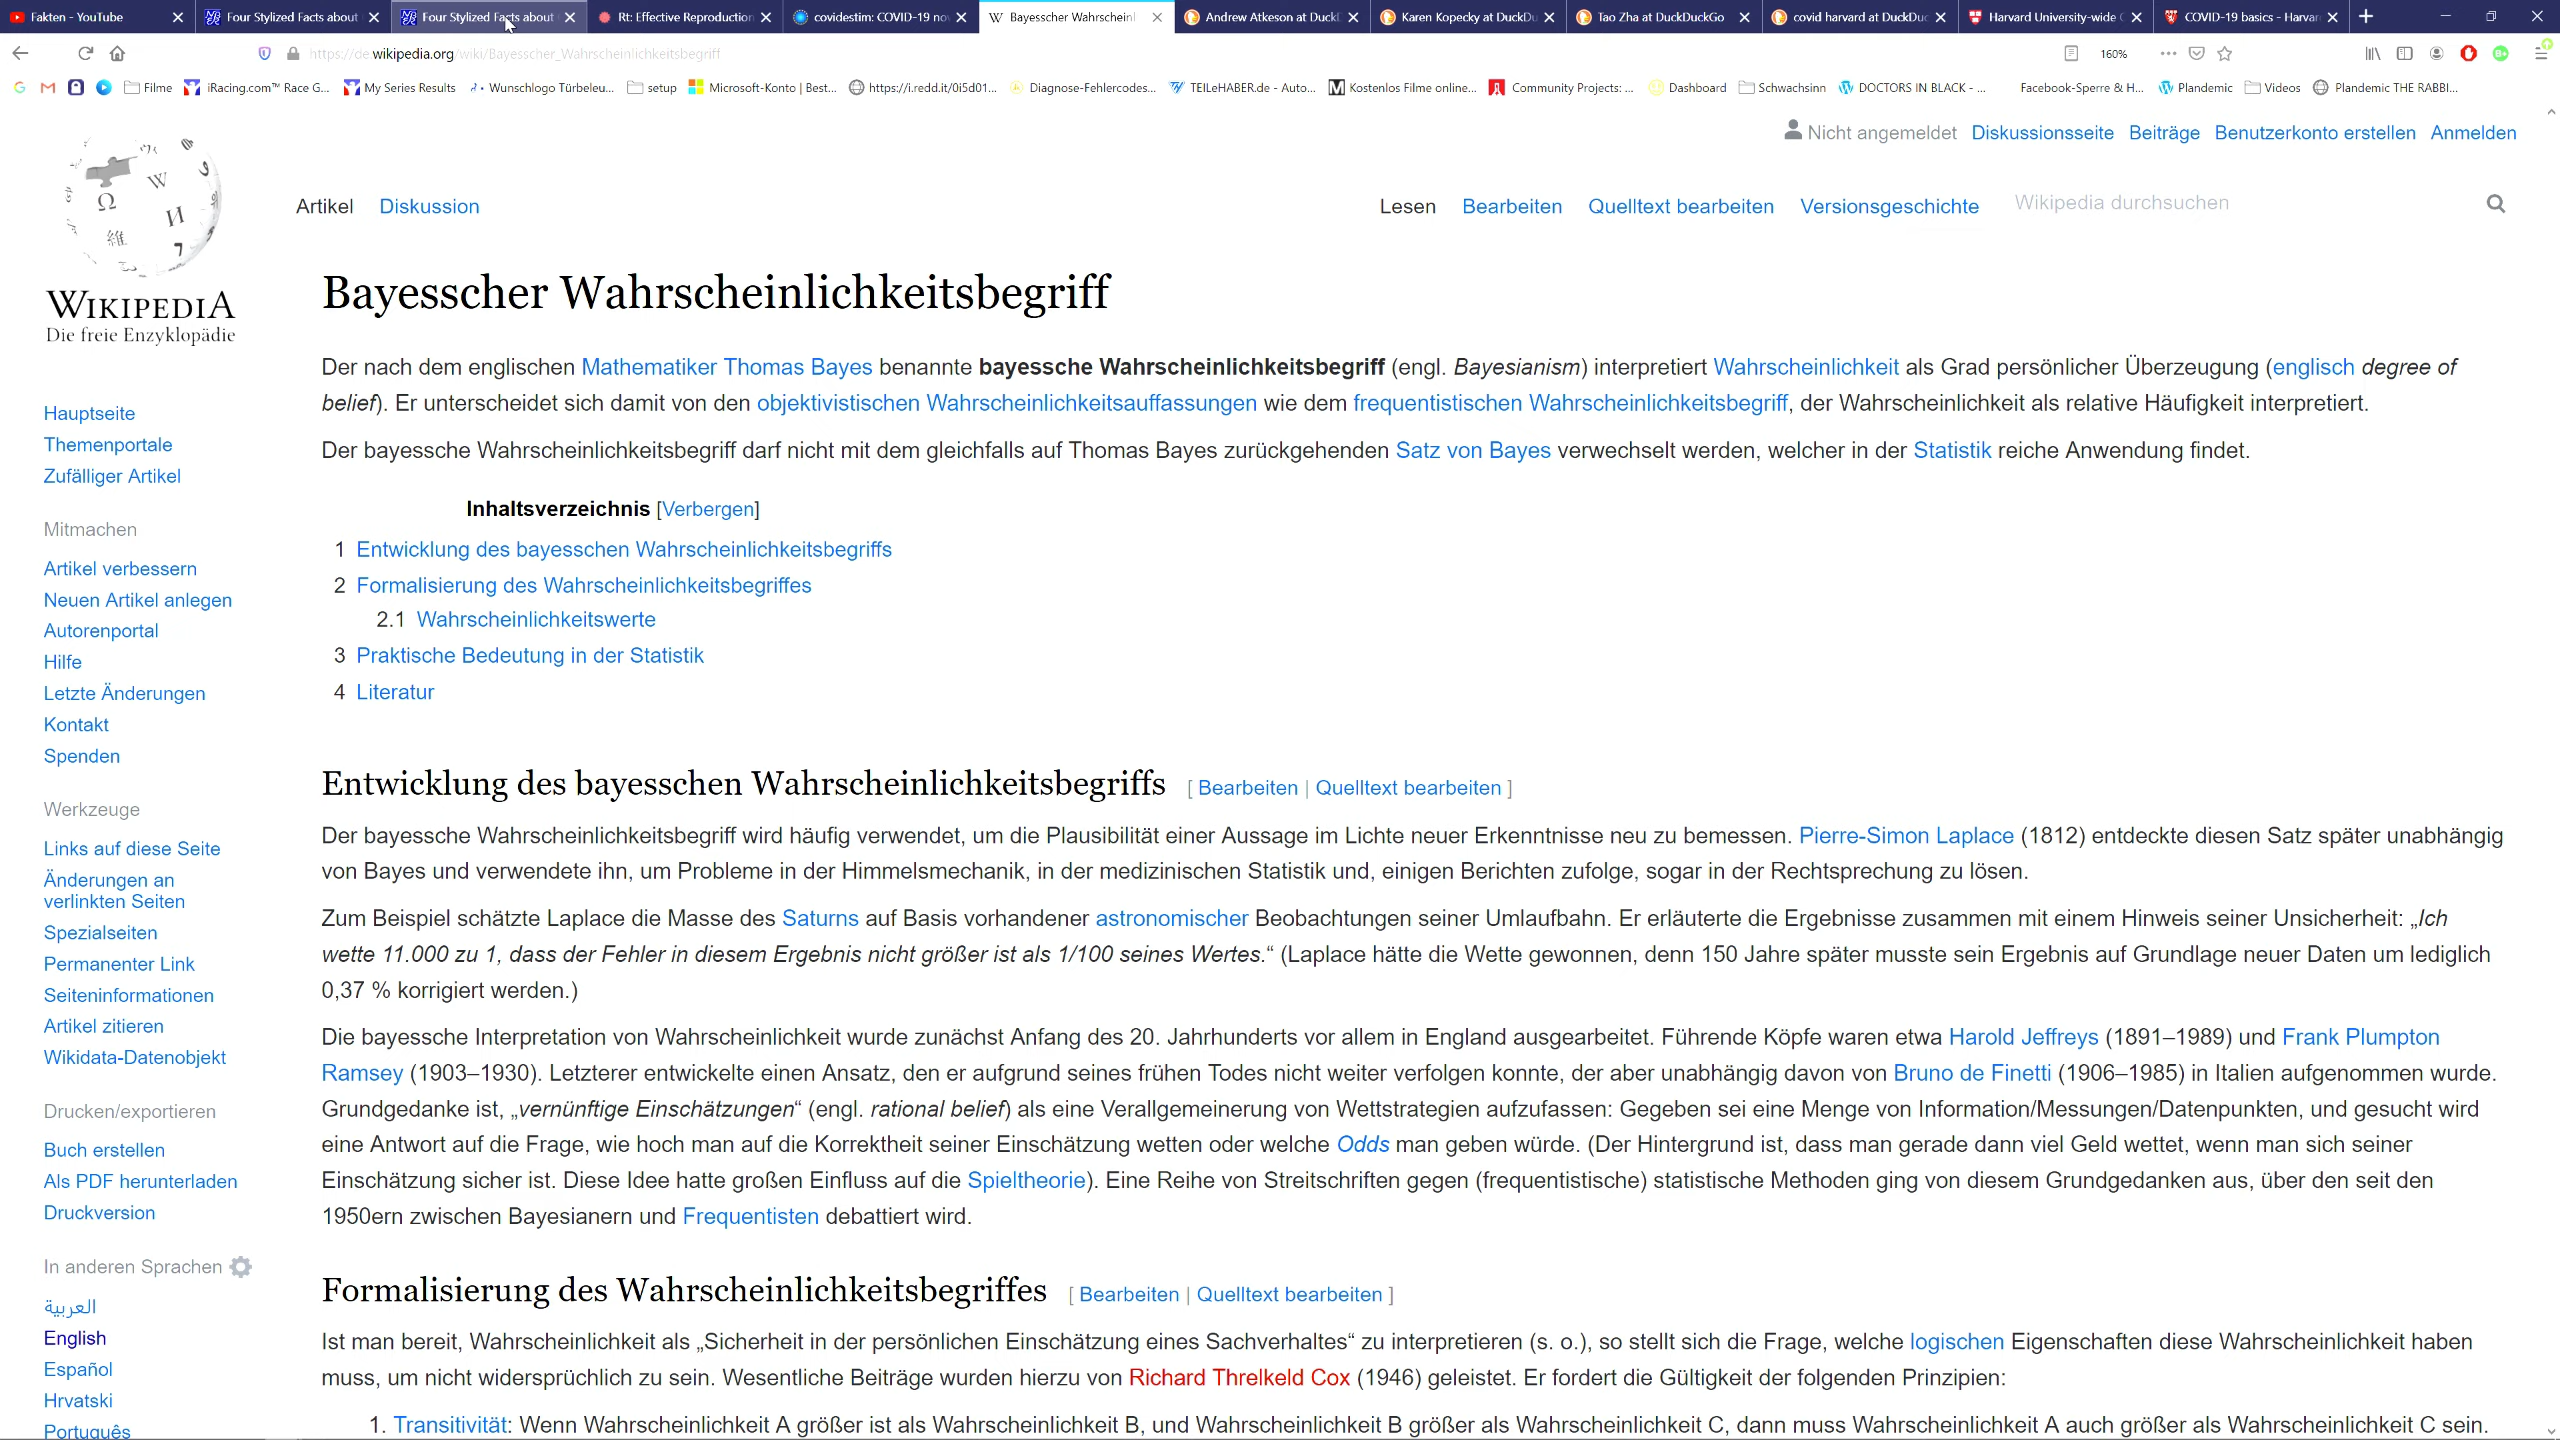 Fakten - YouTube
Four Stylized Facts about
Four Stylized Facts about
Rt: Effective Reproduction
covidestim: COVID-19 no
Bayesscher Wahrscheinl
Andrew Atkeson at Duck
Karen Kopecky at DuckDu
Tao Zha at DuckDuckGo
covid harvard at DuckDuc
Harvard University-wide C
COVID-19 basics - Harvar
https://de.wikipedia.org/wiki/Bayesscher_Wahrscheinlichkeitsbegriff
160%
Filme
iRacing.com™ Race G...
My Series Results
Wunschlogo Türbeleu...
setup
Microsoft-Konto | Best...
https://i.redd.it/0i5d01...
Diagnose-Fehlercodes...
TEILeHABER.de - Auto...
Kostenlos Filme online...
Community Projects: ...
Dashboard
Schwachsinn
DOCTORS IN BLACK - ...
Facebook-Sperre & H...
Plandemic
Videos
Plandemic THE RABBI...
Nicht angemeldet Diskussionsseite Beiträge Benutzerkonto erstellen Anmelden
Artikel Diskussion
Lesen Bearbeiten Quelltext bearbeiten Versionsgeschichte Wikipedia durchsuchen
WIKIPEDIA
Die freie Enzyklopädie
Hauptseite
Themenportale
Zufälliger Artikel
Mitmachen
Artikel verbessern
Neuen Artikel anlegen
Autorenportal
Hilfe
Letzte Änderungen
Kontakt
Spenden
Werkzeuge
Links auf diese Seite
Änderungen an
verlinkten Seiten
Spezialseiten
Permanenter Link
Seiteninformationen
Artikel zitieren
Wikidata-Datenobjekt
Drucken/exportieren
Buch erstellen
Als PDF herunterladen
Druckversion
In anderen Sprachen
العربية
English
Español
Hrvatski
Português
Bayesscher Wahrscheinlichkeitsbegriff
Der nach dem englischen Mathematiker Thomas Bayes benannte bayessche Wahrscheinlichkeitsbegriff (engl. Bayesianism) interpretiert Wahrscheinlichkeit als Grad persönlicher Überzeugung (englisch degree of
belief). Er unterscheidet sich damit von den objektivistischen Wahrscheinlichkeitsauffassungen wie dem frequentistischen Wahrscheinlichkeitsbegriff, der Wahrscheinlichkeit als relative Häufigkeit interpretiert.
Der bayessche Wahrscheinlichkeitsbegriff darf nicht mit dem gleichfalls auf Thomas Bayes zurückgehenden Satz von Bayes verwechselt werden, welcher in der Statistik reiche Anwendung findet.
Inhaltsverzeichnis [Verbergen]
1 Entwicklung des bayesschen Wahrscheinlichkeitsbegriffs
2 Formalisierung des Wahrscheinlichkeitsbegriffes
2.1 Wahrscheinlichkeitswerte
3 Praktische Bedeutung in der Statistik
4 Literatur
Entwicklung des bayesschen Wahrscheinlichkeitsbegriffs [ Bearbeiten | Quelltext bearbeiten ]
Der bayessche Wahrscheinlichkeitsbegriff wird häufig verwendet, um die Plausibilität einer Aussage im Lichte neuer Erkenntnisse neu zu bemessen. Pierre-Simon Laplace (1812) entdeckte diesen Satz später unabhängig
von Bayes und verwendete ihn, um Probleme in der Himmelsmechanik, in der medizinischen Statistik und, einigen Berichten zufolge, sogar in der Rechtsprechung zu lösen.
Zum Beispiel schätzte Laplace die Masse des Saturns auf Basis vorhandener astronomischer Beobachtungen seiner Umlaufbahn. Er erläuterte die Ergebnisse zusammen mit einem Hinweis seiner Unsicherheit: „Ich
wette 11.000 zu 1, dass der Fehler in diesem Ergebnis nicht größer ist als 1/100 seines Wertes.“ (Laplace hätte die Wette gewonnen, denn 150 Jahre später musste sein Ergebnis auf Grundlage neuer Daten um lediglich
0,37 % korrigiert werden.)
Die bayessche Interpretation von Wahrscheinlichkeit wurde zunächst Anfang des 20. Jahrhunderts vor allem in England ausgearbeitet. Führende Köpfe waren etwa Harold Jeffreys (1891–1989) und Frank Plumpton
Ramsey (1903–1930). Letzterer entwickelte einen Ansatz, den er aufgrund seines frühen Todes nicht weiter verfolgen konnte, der aber unabhängig davon von Bruno de Finetti (1906–1985) in Italien aufgenommen wurde.
Grundgedanke ist, „vernünftige Einschätzungen“ (engl. rational belief) als eine Verallgemeinerung von Wettstrategien aufzufassen: Gegeben sei eine Menge von Information/Messungen/Datenpunkten, und gesucht wird
eine Antwort auf die Frage, wie hoch man auf die Korrektheit seiner Einschätzung wetten oder welche Odds man geben würde. (Der Hintergrund ist, dass man gerade dann viel Geld wettet, wenn man sich seiner
Einschätzung sicher ist. Diese Idee hatte großen Einfluss auf die Spieltheorie). Eine Reihe von Streitschriften gegen (frequentistische) statistische Methoden ging von diesem Grundgedanken aus, über den seit den
1950ern zwischen Bayesianern und Frequentisten debattiert wird.
Formalisierung des Wahrscheinlichkeitsbegriffes [ Bearbeiten | Quelltext bearbeiten ]
Ist man bereit, Wahrscheinlichkeit als „Sicherheit in der persönlichen Einschätzung eines Sachverhaltes“ zu interpretieren (s. o.), so stellt sich die Frage, welche logischen Eigenschaften diese Wahrscheinlichkeit haben
muss, um nicht widersprüchlich zu sein. Wesentliche Beiträge wurden hierzu von Richard Threlkeld Cox (1946) geleistet. Er fordert die Gültigkeit der folgenden Prinzipien:
1. Transitivität: Wenn Wahrscheinlichkeit A größer ist als Wahrscheinlichkeit B, und Wahrscheinlichkeit B größer als Wahrscheinlichkeit C, dann muss Wahrscheinlichkeit A auch größer als Wahrscheinlichkeit C sein.